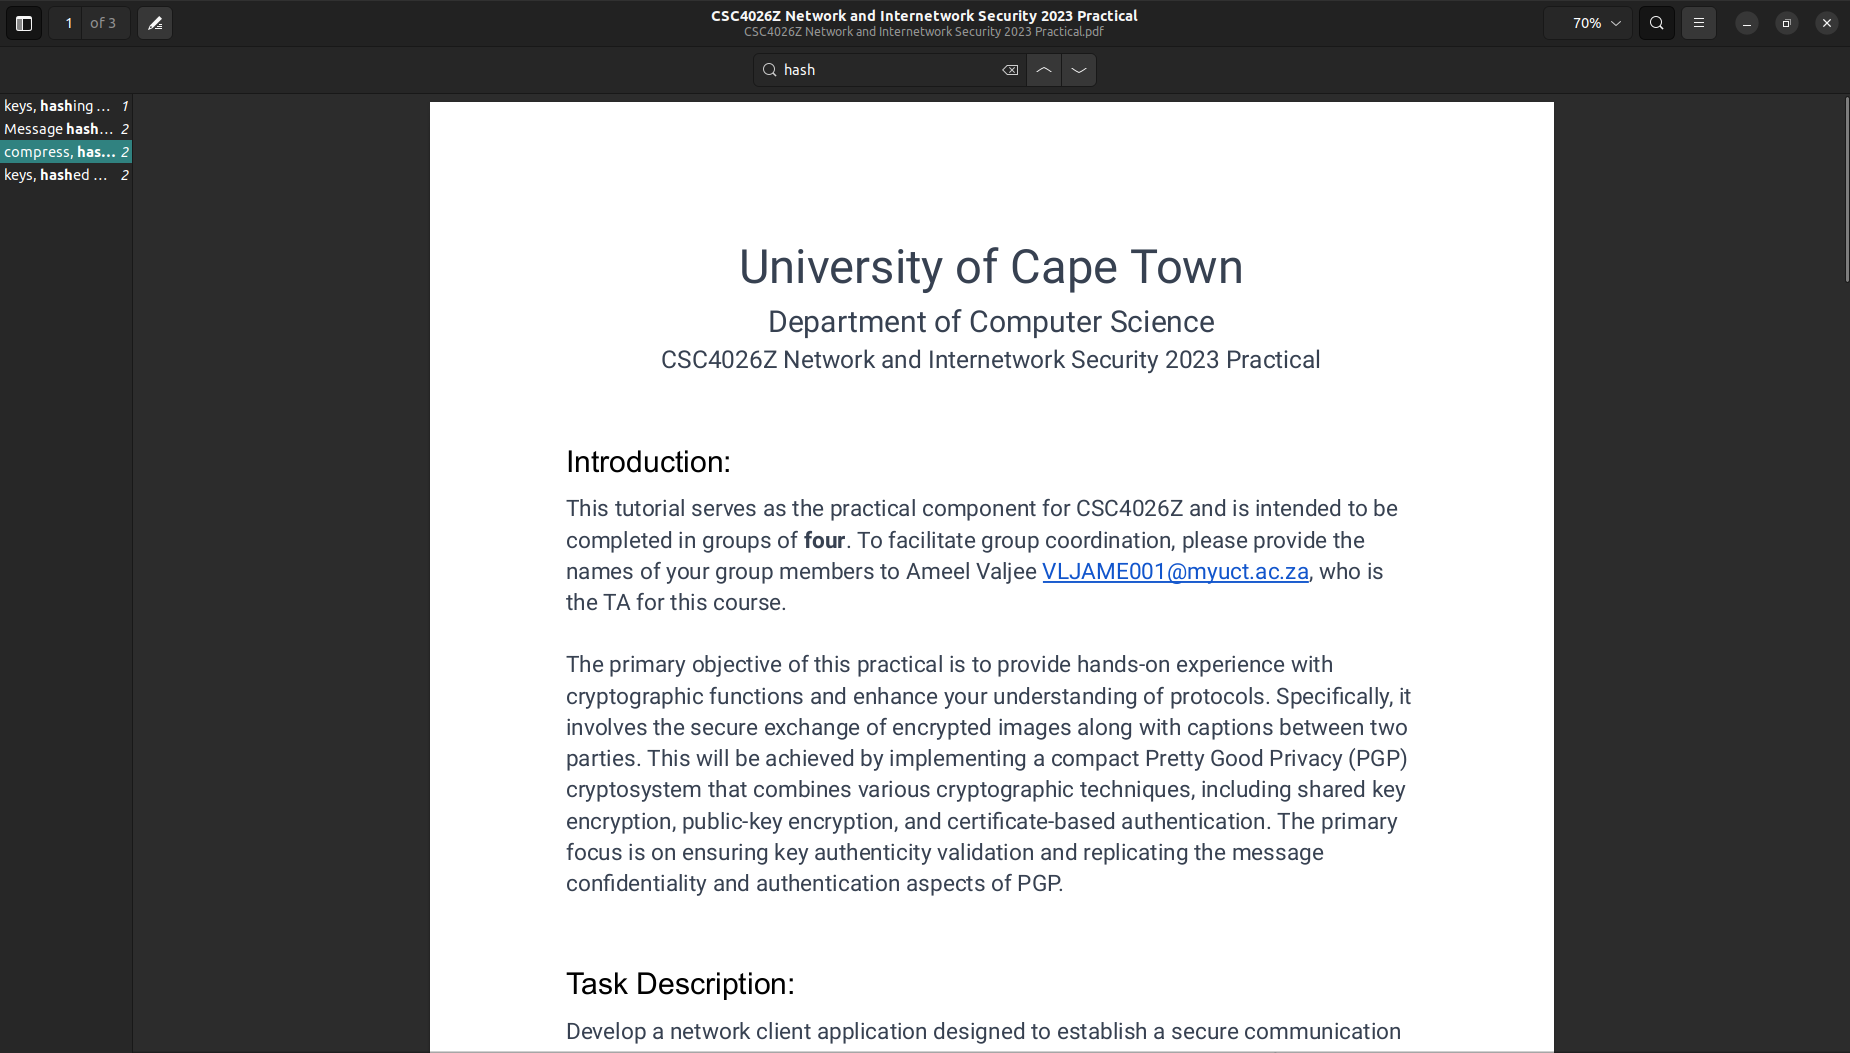 1 of 3
CSC4026Z Network and Internetwork Security 2023 Practical
CSC4026Z Network and Internetwork Security 2023 Practical.pdf
70%
hash
keys, hashing ... 1
Message hash... 2
compress, has... 2
keys, hashed ... 2
University of Cape Town
Department of Computer Science
CSC4026Z Network and Internetwork Security 2023 Practical
Introduction:
This tutorial serves as the practical component for CSC4026Z and is intended to be
completed in groups of four. To facilitate group coordination, please provide the
names of your group members to Ameel Valjee VLJAME001@myuct.ac.za, who is
the TA for this course.
The primary objective of this practical is to provide hands-on experience with
cryptographic functions and enhance your understanding of protocols. Specifically, it
involves the secure exchange of encrypted images along with captions between two
parties. This will be achieved by implementing a compact Pretty Good Privacy (PGP)
cryptosystem that combines various cryptographic techniques, including shared key
encryption, public-key encryption, and certificate-based authentication. The primary
focus is on ensuring key authenticity validation and replicating the message
confidentiality and authentication aspects of PGP.
Task Description:
Develop a network client application designed to establish a secure communication